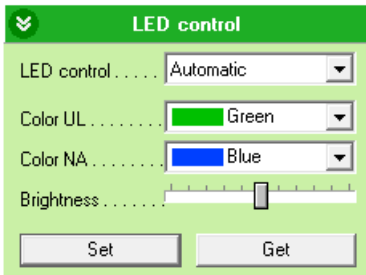 LED control
LED control..... Automatic
Color UL........ Green
Color NA........ Blue
Brightness.......
Set Get